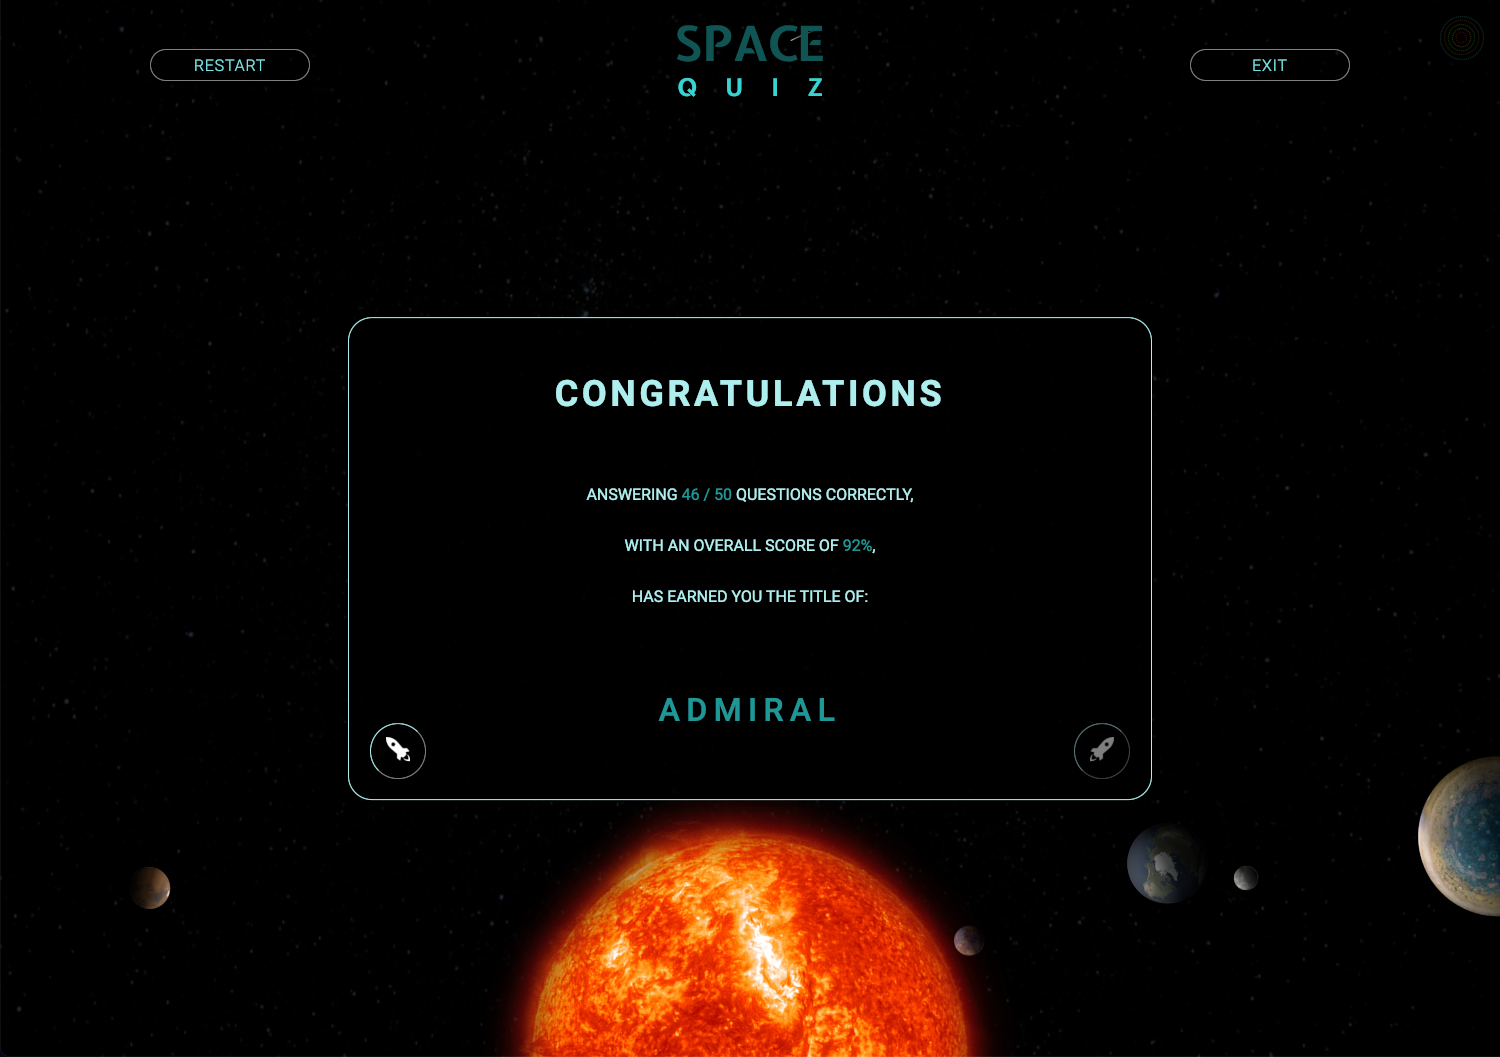 RESTART
SPACE
QUIZ
EXIT
CONGRATULATIONS
ANSWERING 46 / 50 QUESTIONS CORRECTLY,
WITH AN OVERALL SCORE OF 92%,
HAS EARNED YOU THE TITLE OF:
ADMIRAL